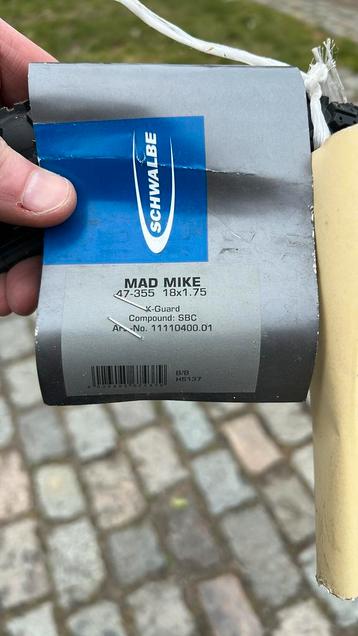 SCHWALBE
MAD MIKE
47-355 18x1.75
K-Guard
Compound: SBC
Art.-No. 11110400.01
B/B
HS137